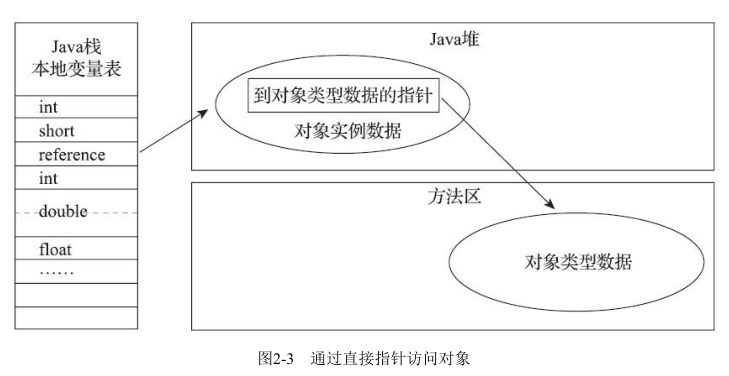 Java栈
本地变量表
int
short
reference
int
double
float
……
Java堆
到对象类型数据的指针
对象实例数据
方法区
对象类型数据
图2-3 通过直接指针访问对象